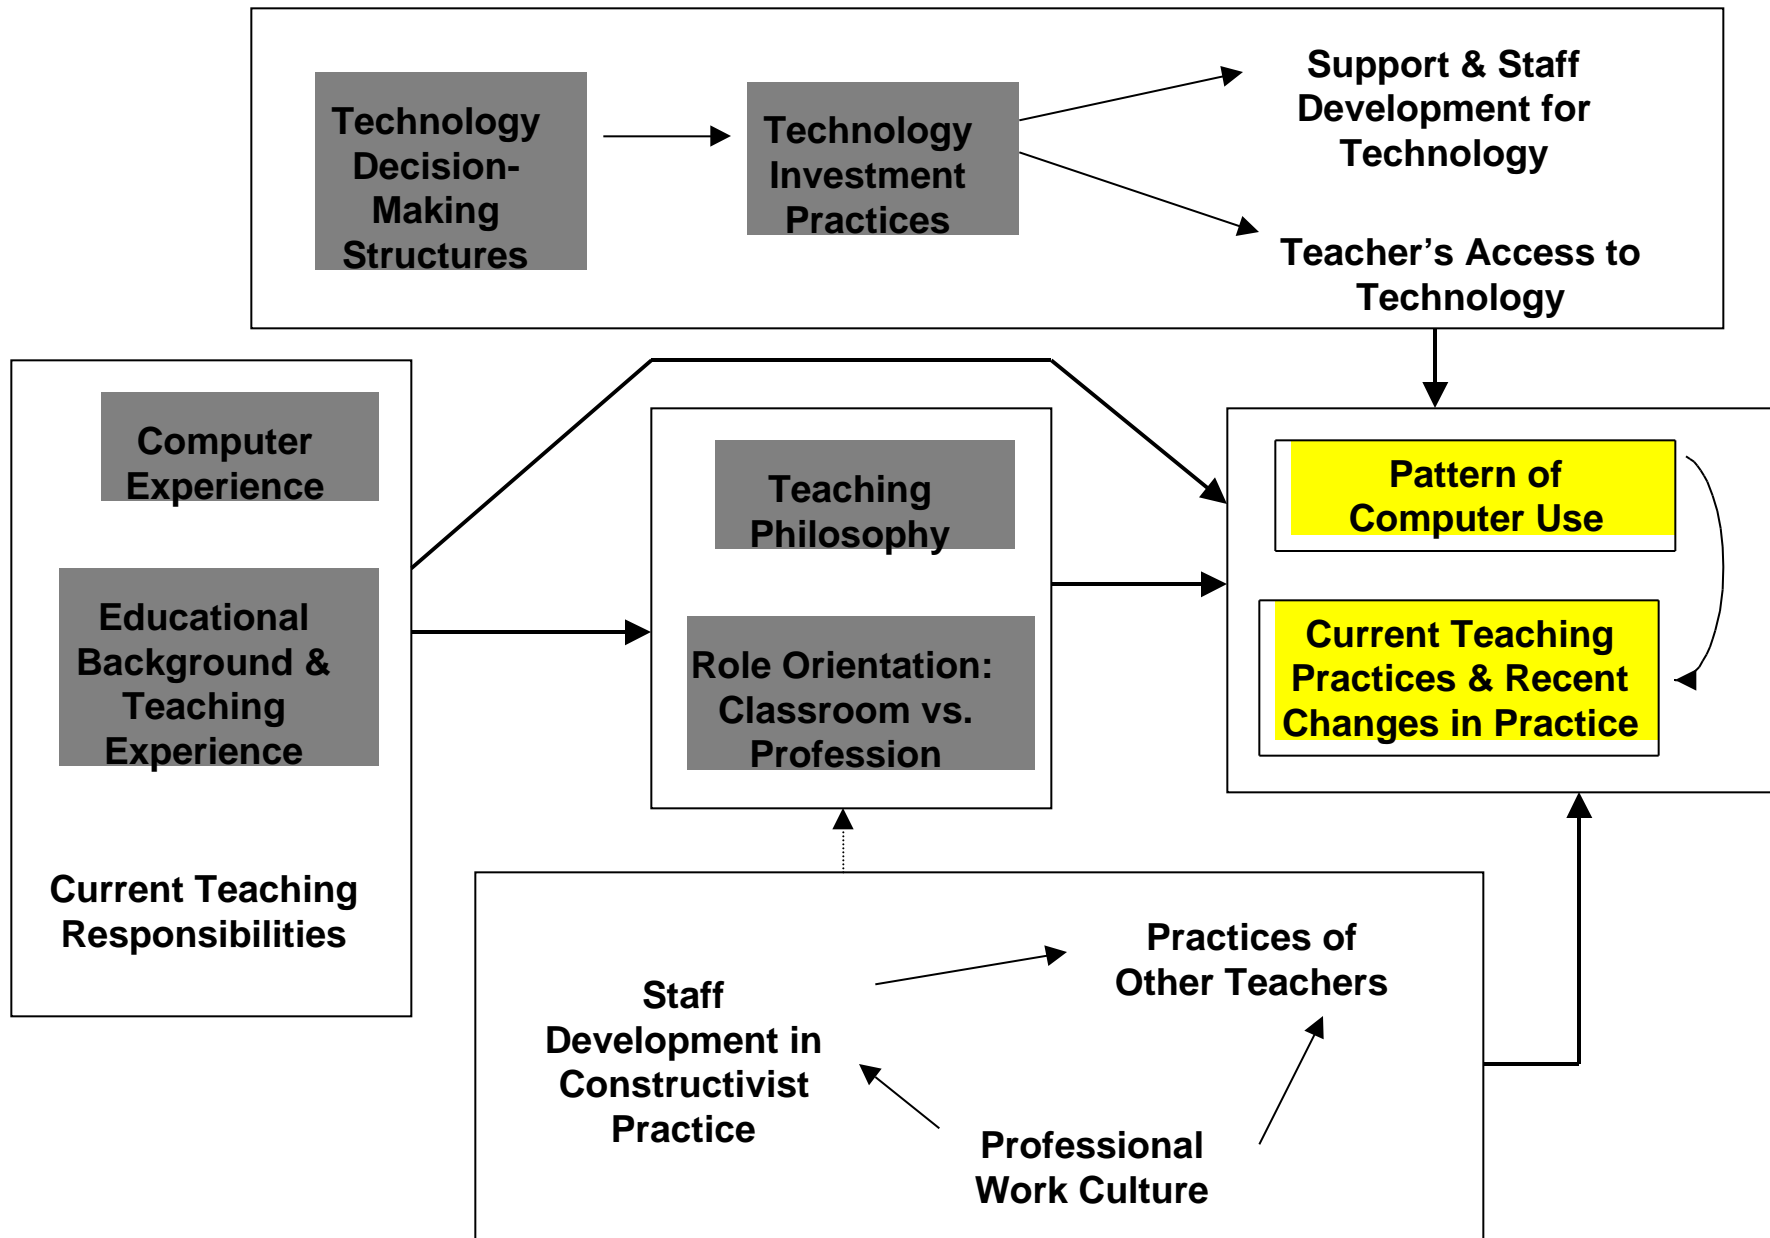 Technology
Decision-
Making
Structures
Technology
Investment
Practices
Support & Staff
Development for
Technology
Teacher’s Access to
Technology
Computer
Experience
Educational
Background &
Teaching
Experience
Current Teaching
Responsibilities
Teaching
Philosophy
Role Orientation:
Classroom vs.
Profession
Pattern of
Computer Use
Current Teaching
Practices & Recent
Changes in Practice
Staff
Development in
Constructivist
Practice
Practices of
Other Teachers
Professional
Work Culture